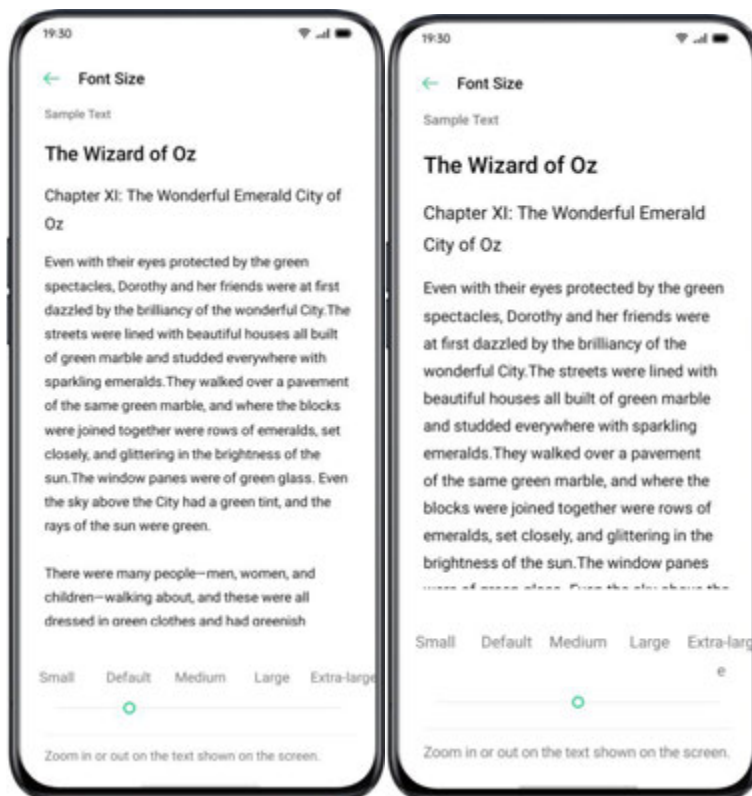 19:30
Font Size
Sample Text
The Wizard of Oz
Chapter XI: The Wonderful Emerald City of
Oz
Even with their eyes protected by the green
spectacles, Dorothy and her friends were at first
dazzled by the brilliancy of the wonderful City.The
streets were lined with beautiful houses all built
of green marble and studded everywhere with
sparkling emeralds.They walked over a pavement
of the same green marble, and where the blocks
were joined together were rows of emeralds, set
closely, and glittering in the brightness of the
sun.The window panes were of green glass. Even
the sky above the City had a green tint, and the
rays of the sun were green.
There were many people—men, women, and
children—walking about, and these were all
dressed in green clothes and had greenish
Small Default Medium Large Extra-large
Zoom in or out on the text shown on the screen.
19:30
Font Size
Sample Text
The Wizard of Oz
Chapter XI: The Wonderful Emerald
City of Oz
Even with their eyes protected by the green
spectacles, Dorothy and her friends were
at first dazzled by the brilliancy of the
wonderful City.The streets were lined with
beautiful houses all built of green marble
and studded everywhere with sparkling
emeralds.They walked over a pavement
of the same green marble, and where the
blocks were joined together were rows of
emeralds, set closely, and glittering in the
brightness of the sun.The window panes
were of green glass. Even the sky above the
Small Default Medium Large Extra-larg
e
Zoom in or out on the text shown on the screen.